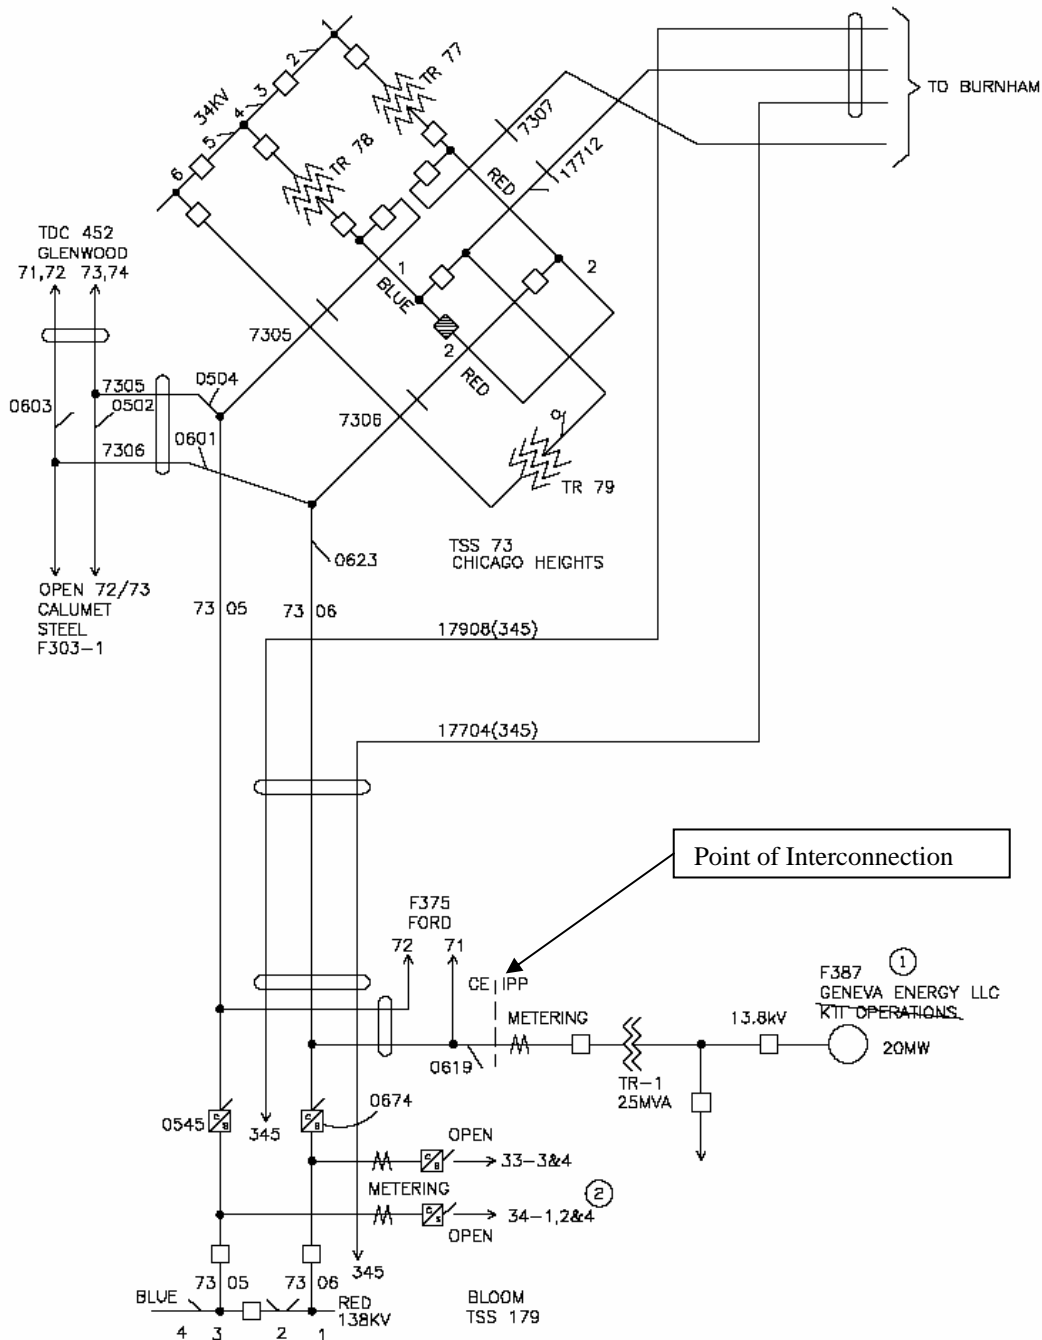 1
2
3
4
5
6
34KV
TR 77
TR 78
7307
17712
RED
TO BURNHAM
TDC 452
GLENWOOD
71,72 73,74
1
BLUE
2
2
RED
7305
7306
7305
0504
0603
0502
7306
0601
TR 79
TSS 73
CHICAGO HEIGHTS
0623
OPEN 72/73
CALUMET
STEEL
F303-1
73 05
73 06
17908(345)
17704(345)
Point of Interconnection
F375
FORD
72 71
CE IPP
METERING
0619
TR-1
25MVA
13.8kV
F387
1
GENEVA ENERGY LLC
KTI OPERATIONS
20MW
0545
345
0674
OPEN
33-3&4
METERING
34-1,2&4
2
OPEN
345
73 05
73 06
BLUE
RED
138KV
4 3 2 1
BLOOM
TSS 179